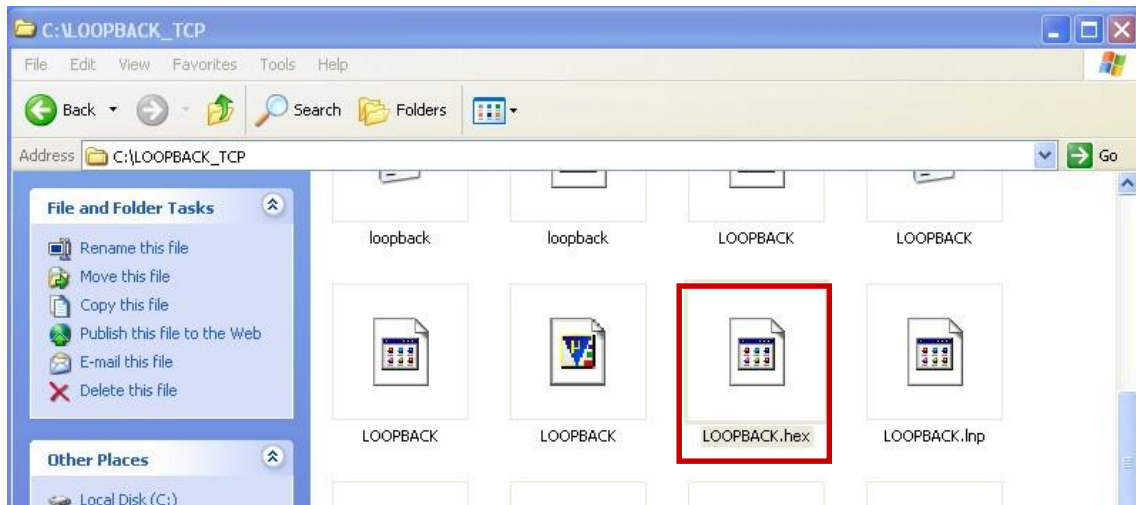 C:\LOOPBACK_TCP
File Edit View Favorites Tools Help
Back Search Folders
Address C:\LOOPBACK_TCP Go
File and Folder Tasks
Rename this file
Move this file
Copy this file
Publish this file to the Web
E-mail this file
Delete this file
Other Places
Local Disk (C:)
loopback loopback LOOPBACK LOOPBACK
LOOPBACK LOOPBACK LOOPBACK.hex LOOPBACK.lnp